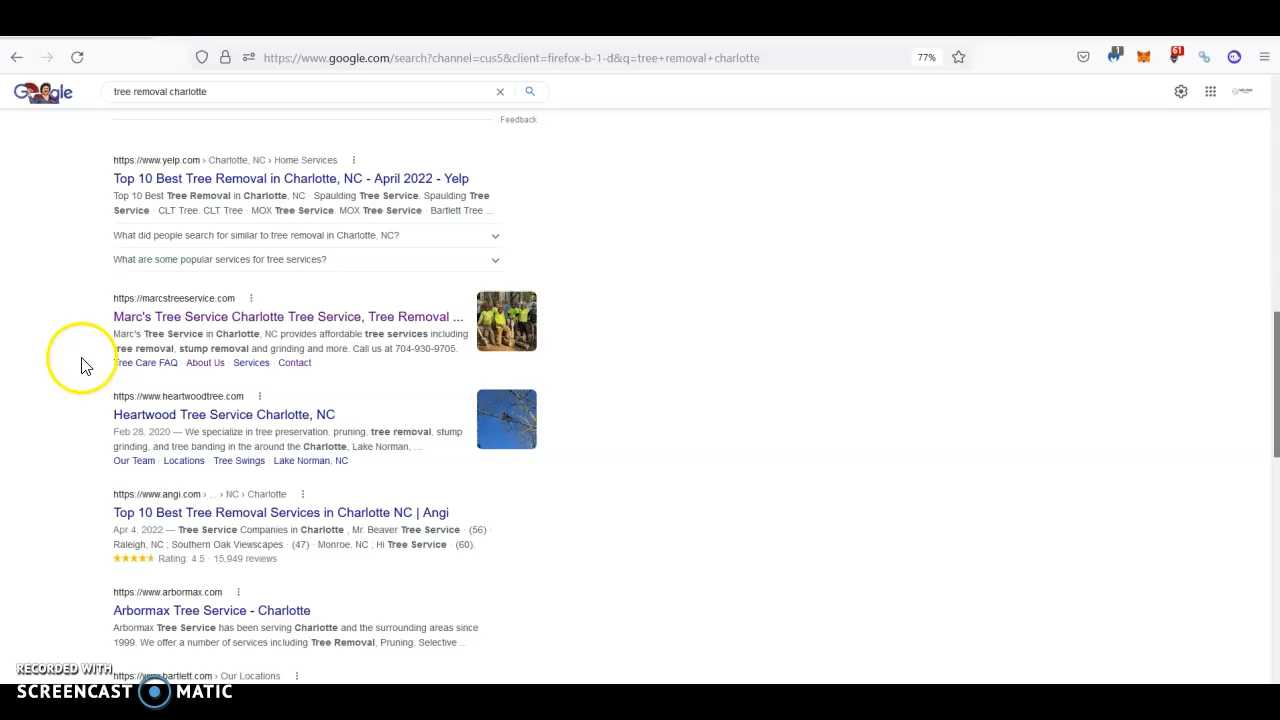 https://www.google.com/search?channel=cus5&client=firefox-b-1-d&q=tree+removal+charlotte
77%
1
61
Google
tree removal charlotte
Feedback
https://www.yelp.com › Charlotte, NC › Home Services
Top 10 Best Tree Removal in Charlotte, NC - April 2022 - Yelp
Top 10 Best Tree Removal in Charlotte, NC · Spaulding Tree Service. Spaulding Tree
Service · CLT Tree. CLT Tree · MOX Tree Service. MOX Tree Service · Bartlett Tree ...
What did people search for similar to tree removal in Charlotte, NC?
What are some popular services for tree services?
https://marcstreeservice.com
Marc's Tree Service Charlotte Tree Service, Tree Removal ...
Marc's Tree Service in Charlotte, NC provides affordable tree services including
tree removal, stump removal and grinding and more. Call us at 704-930-9705.
Tree Care FAQ · About Us · Services · Contact
https://www.heartwoodtree.com
Heartwood Tree Service Charlotte, NC
Feb 28, 2020 — We specialize in tree preservation, pruning, tree removal, stump
grinding, and tree banding in the around the Charlotte, Lake Norman, ...
Our Team · Locations · Tree Swings · Lake Norman, NC
https://www.angi.com › ... › NC › Charlotte
Top 10 Best Tree Removal Services in Charlotte NC | Angi
Apr 4, 2022 — Tree Service Companies in Charlotte , Mr. Beaver Tree Service · (56) ·
Raleigh, NC ; Southern Oak Viewscapes · (47) · Monroe, NC ; Hi Tree Service · (60).
Rating: 4.5 · 15,949 reviews
https://www.arbormax.com
Arbormax Tree Service - Charlotte
Arbormax Tree Service has been serving Charlotte and the surrounding areas since
1999. We offer a number of services including Tree Removal, Pruning, Selective ...
https://www.bartlett.com › Our Locations
RECORDED WITH
SCREENCAST MATIC